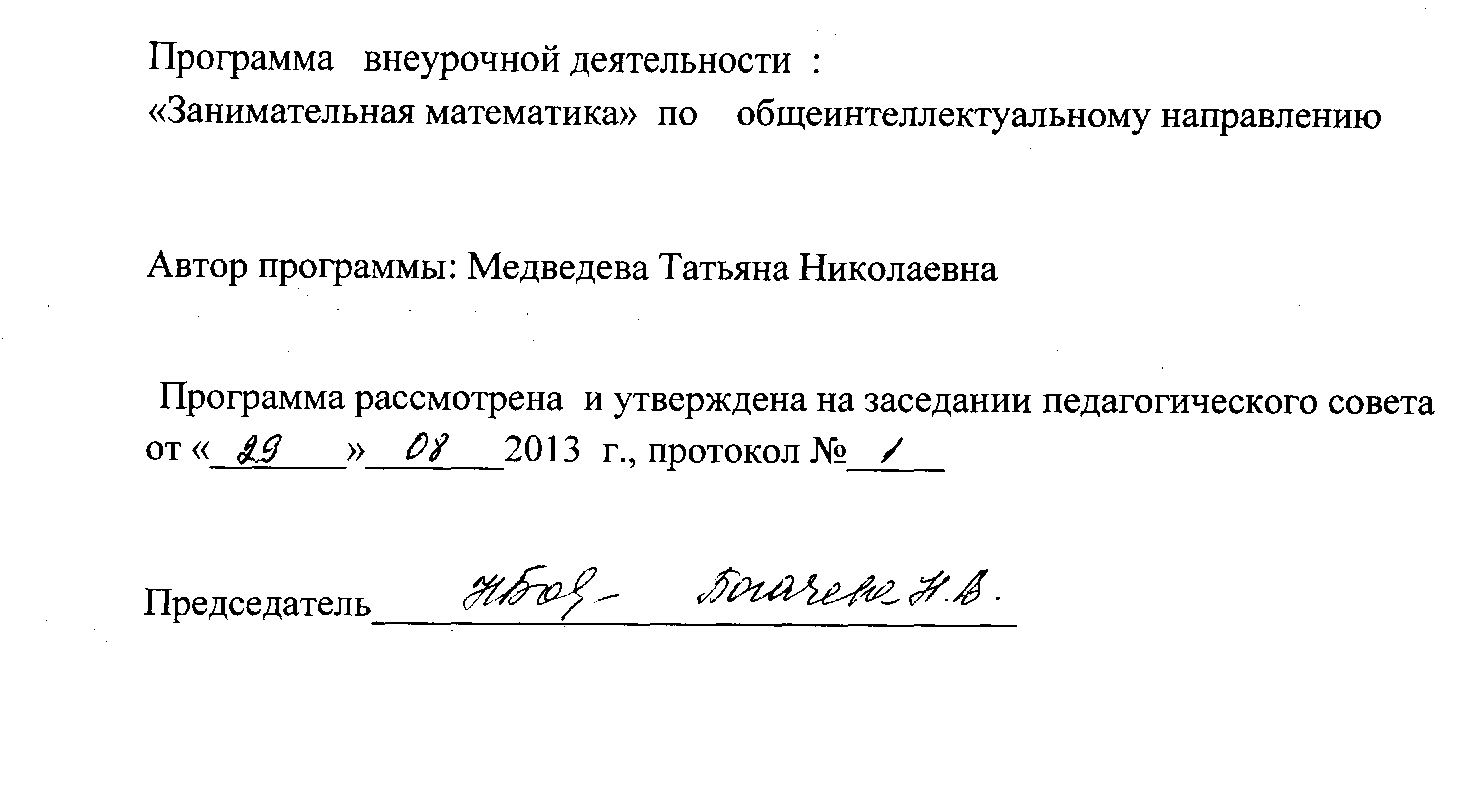 Программа внеурочной деятельности :
«Занимательная математика» по общеинтеллектуальному направлению
Автор программы: Медведева Татьяна Николаевна
Программа рассмотрена и утверждена на заседании педагогического совета
от « 29 » 08 2013 г., протокол № 1
Председатель Богачева Н.В.